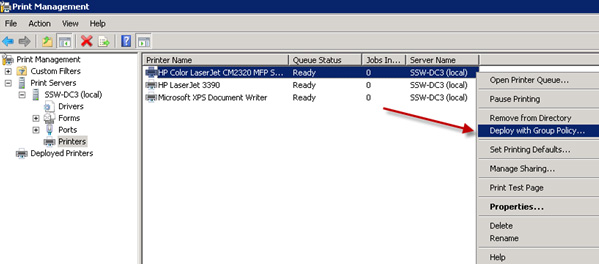 Print Management
File Action View Help
Print Management
Custom Filters
Print Servers
SSW-DC3 (local)
Drivers
Forms
Ports
Printers
Deployed Printers
Printer Name Queue Status Jobs In... Server Name
HP Color LaserJet CM2320 MFP S... Ready 0 SSW-DC3 (local)
HP LaserJet 3390 Ready 0 SSW-DC3 (local)
Microsoft XPS Document Writer Ready 0 SSW-DC3 (local)
Open Printer Queue...
Pause Printing
Remove from Directory
Deploy with Group Policy...
Set Printing Defaults...
Manage Sharing...
Print Test Page
Properties...
Delete
Rename
Help